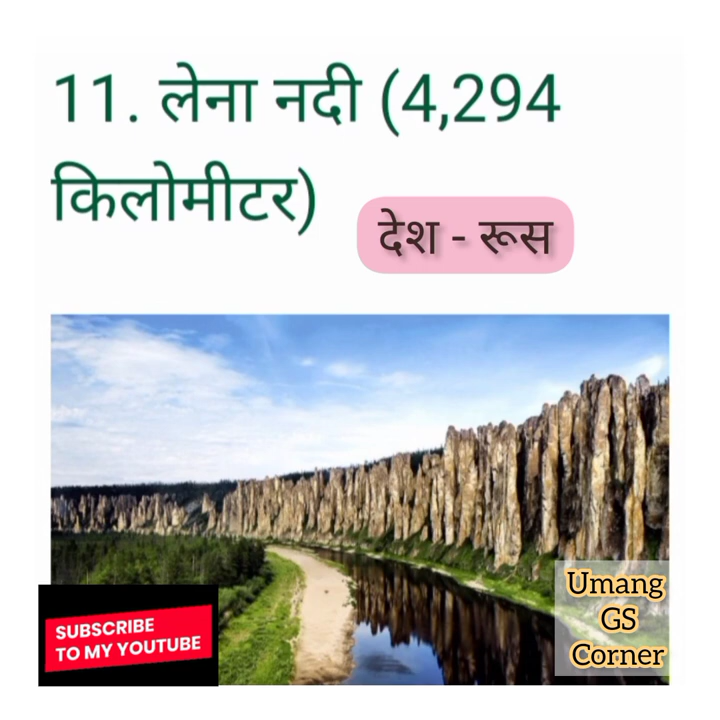 11. लेना नदी (4,294
किलोमीटर)
देश - रूस
SUBSCRIBE
TO MY YOUTUBE
Umang
GS
Corner